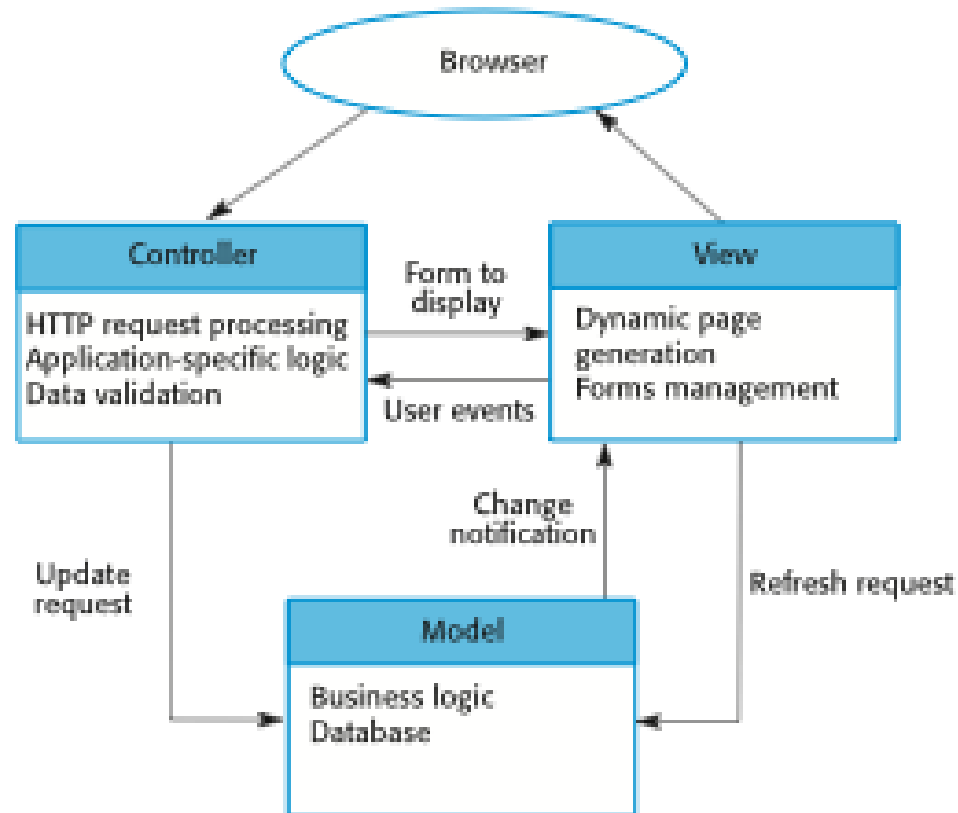 Browser
Controller
HTTP request processing
Application-specific logic
Data validation
Form to
display
User events
View
Dynamic page
generation
Forms management
Update
request
Change
notification
Refresh request
Model
Business logic
Database